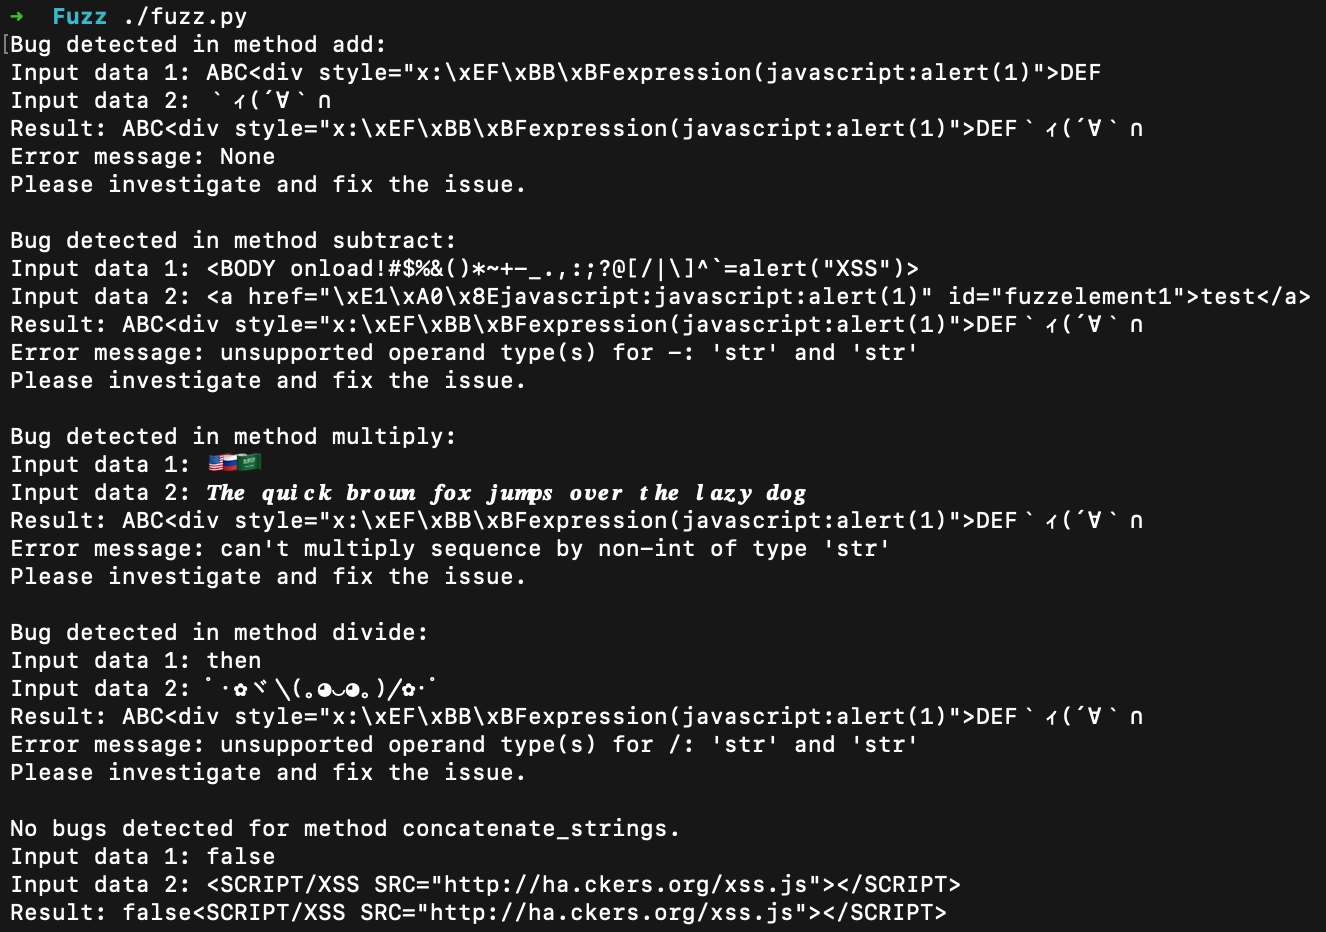 → Fuzz ./fuzz.py
[Bug detected in method add:
Input data 1: ABC<div style="x:\xEF\xBB\xBFexpression(javascript:alert(1)">DEF
Input data 2: ｀ィ(´∀｀∩
Result: ABC<div style="x:\xEF\xBB\xBFexpression(javascript:alert(1)">DEF｀ィ(´∀｀∩
Error message: None
Please investigate and fix the issue.
Bug detected in method subtract:
Input data 1: <BODY onload!#$%&()*~+-_.,:;?@[/|\]^`=alert("XSS")>
Input data 2: <a href="\xE1\xA0\x8Ejavascript:javascript:alert(1)" id="fuzzelement1">test</a>
Result: ABC<div style="x:\xEF\xBB\xBFexpression(javascript:alert(1)">DEF｀ィ(´∀｀∩
Error message: unsupported operand type(s) for -: 'str' and 'str'
Please investigate and fix the issue.
Bug detected in method multiply:
Input data 1: 🇺🇸🇷🇺🇸🇦
Input data 2: 𝑻𝒉𝒆 𝒒𝒖𝒊𝒄𝒌 𝒃𝒓𝒐𝒘𝒏 𝒇𝒐𝒙 𝒋𝒖𝒎𝒑𝒔 𝒐𝒗𝒆𝒓 𝒕𝒉𝒆 𝒍𝒂𝒛𝒚 𝒅𝒐𝒈
Result: ABC<div style="x:\xEF\xBB\xBFexpression(javascript:alert(1)">DEF｀ィ(´∀｀∩
Error message: can't multiply sequence by non-int of type 'str'
Please investigate and fix the issue.
Bug detected in method divide:
Input data 1: then
Input data 2: ﾟ･✿ヾ╲(｡◕‿◕｡)╱✿･ﾟ
Result: ABC<div style="x:\xEF\xBB\xBFexpression(javascript:alert(1)">DEF｀ィ(´∀｀∩
Error message: unsupported operand type(s) for /: 'str' and 'str'
Please investigate and fix the issue.
No bugs detected for method concatenate_strings.
Input data 1: false
Input data 2: <SCRIPT/XSS SRC="http://ha.ckers.org/xss.js"></SCRIPT>
Result: false<SCRIPT/XSS SRC="http://ha.ckers.org/xss.js"></SCRIPT>